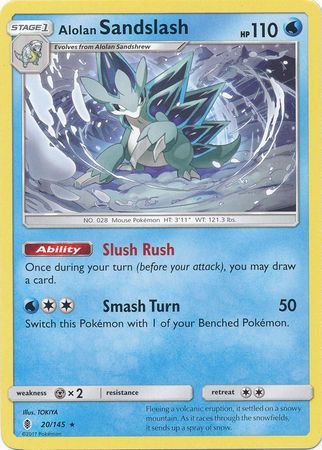 STAGE 1
Alolan Sandslash
HP 110
Evolves from Alolan Sandshrew
NO. 028 Mouse Pokémon HT: 3'11" WT: 121.3 lbs.
Ability Slush Rush
Once during your turn (before your attack), you may draw
a card.
Smash Turn 50
Switch this Pokémon with 1 of your Benched Pokémon.
weakness ×2 resistance retreat
Illus. TOKIYA
20/145 ★
©2017 Pokémon
Fleeing a volcanic eruption, it settled on
snowy mountains. As it races through the snowfields,
it sends up a spray of snow.